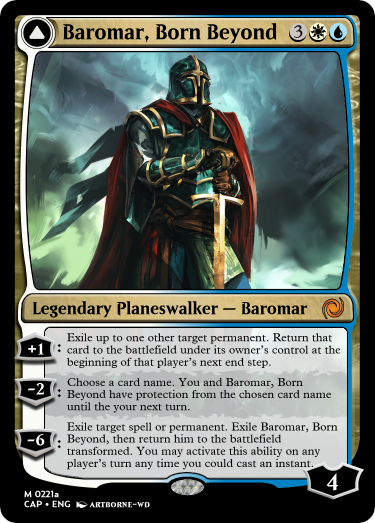 Baromar, Born Beyond 3
Legendary Planeswalker — Baromar
+1: Exile up to one other target permanent. Return that
card to the battlefield under its owner's control at the
beginning of that player's next end step.
-2: Choose a card name. You and Baromar, Born
Beyond have protection from the chosen card name
until your next turn.
-6: Exile target spell or permanent. Exile Baromar, Born
Beyond, then return him to the battlefield
transformed. You may activate this ability on any
player's turn any time you could cast an instant.
4
M 0221a
CAP • ENG ARTBORNE-WD